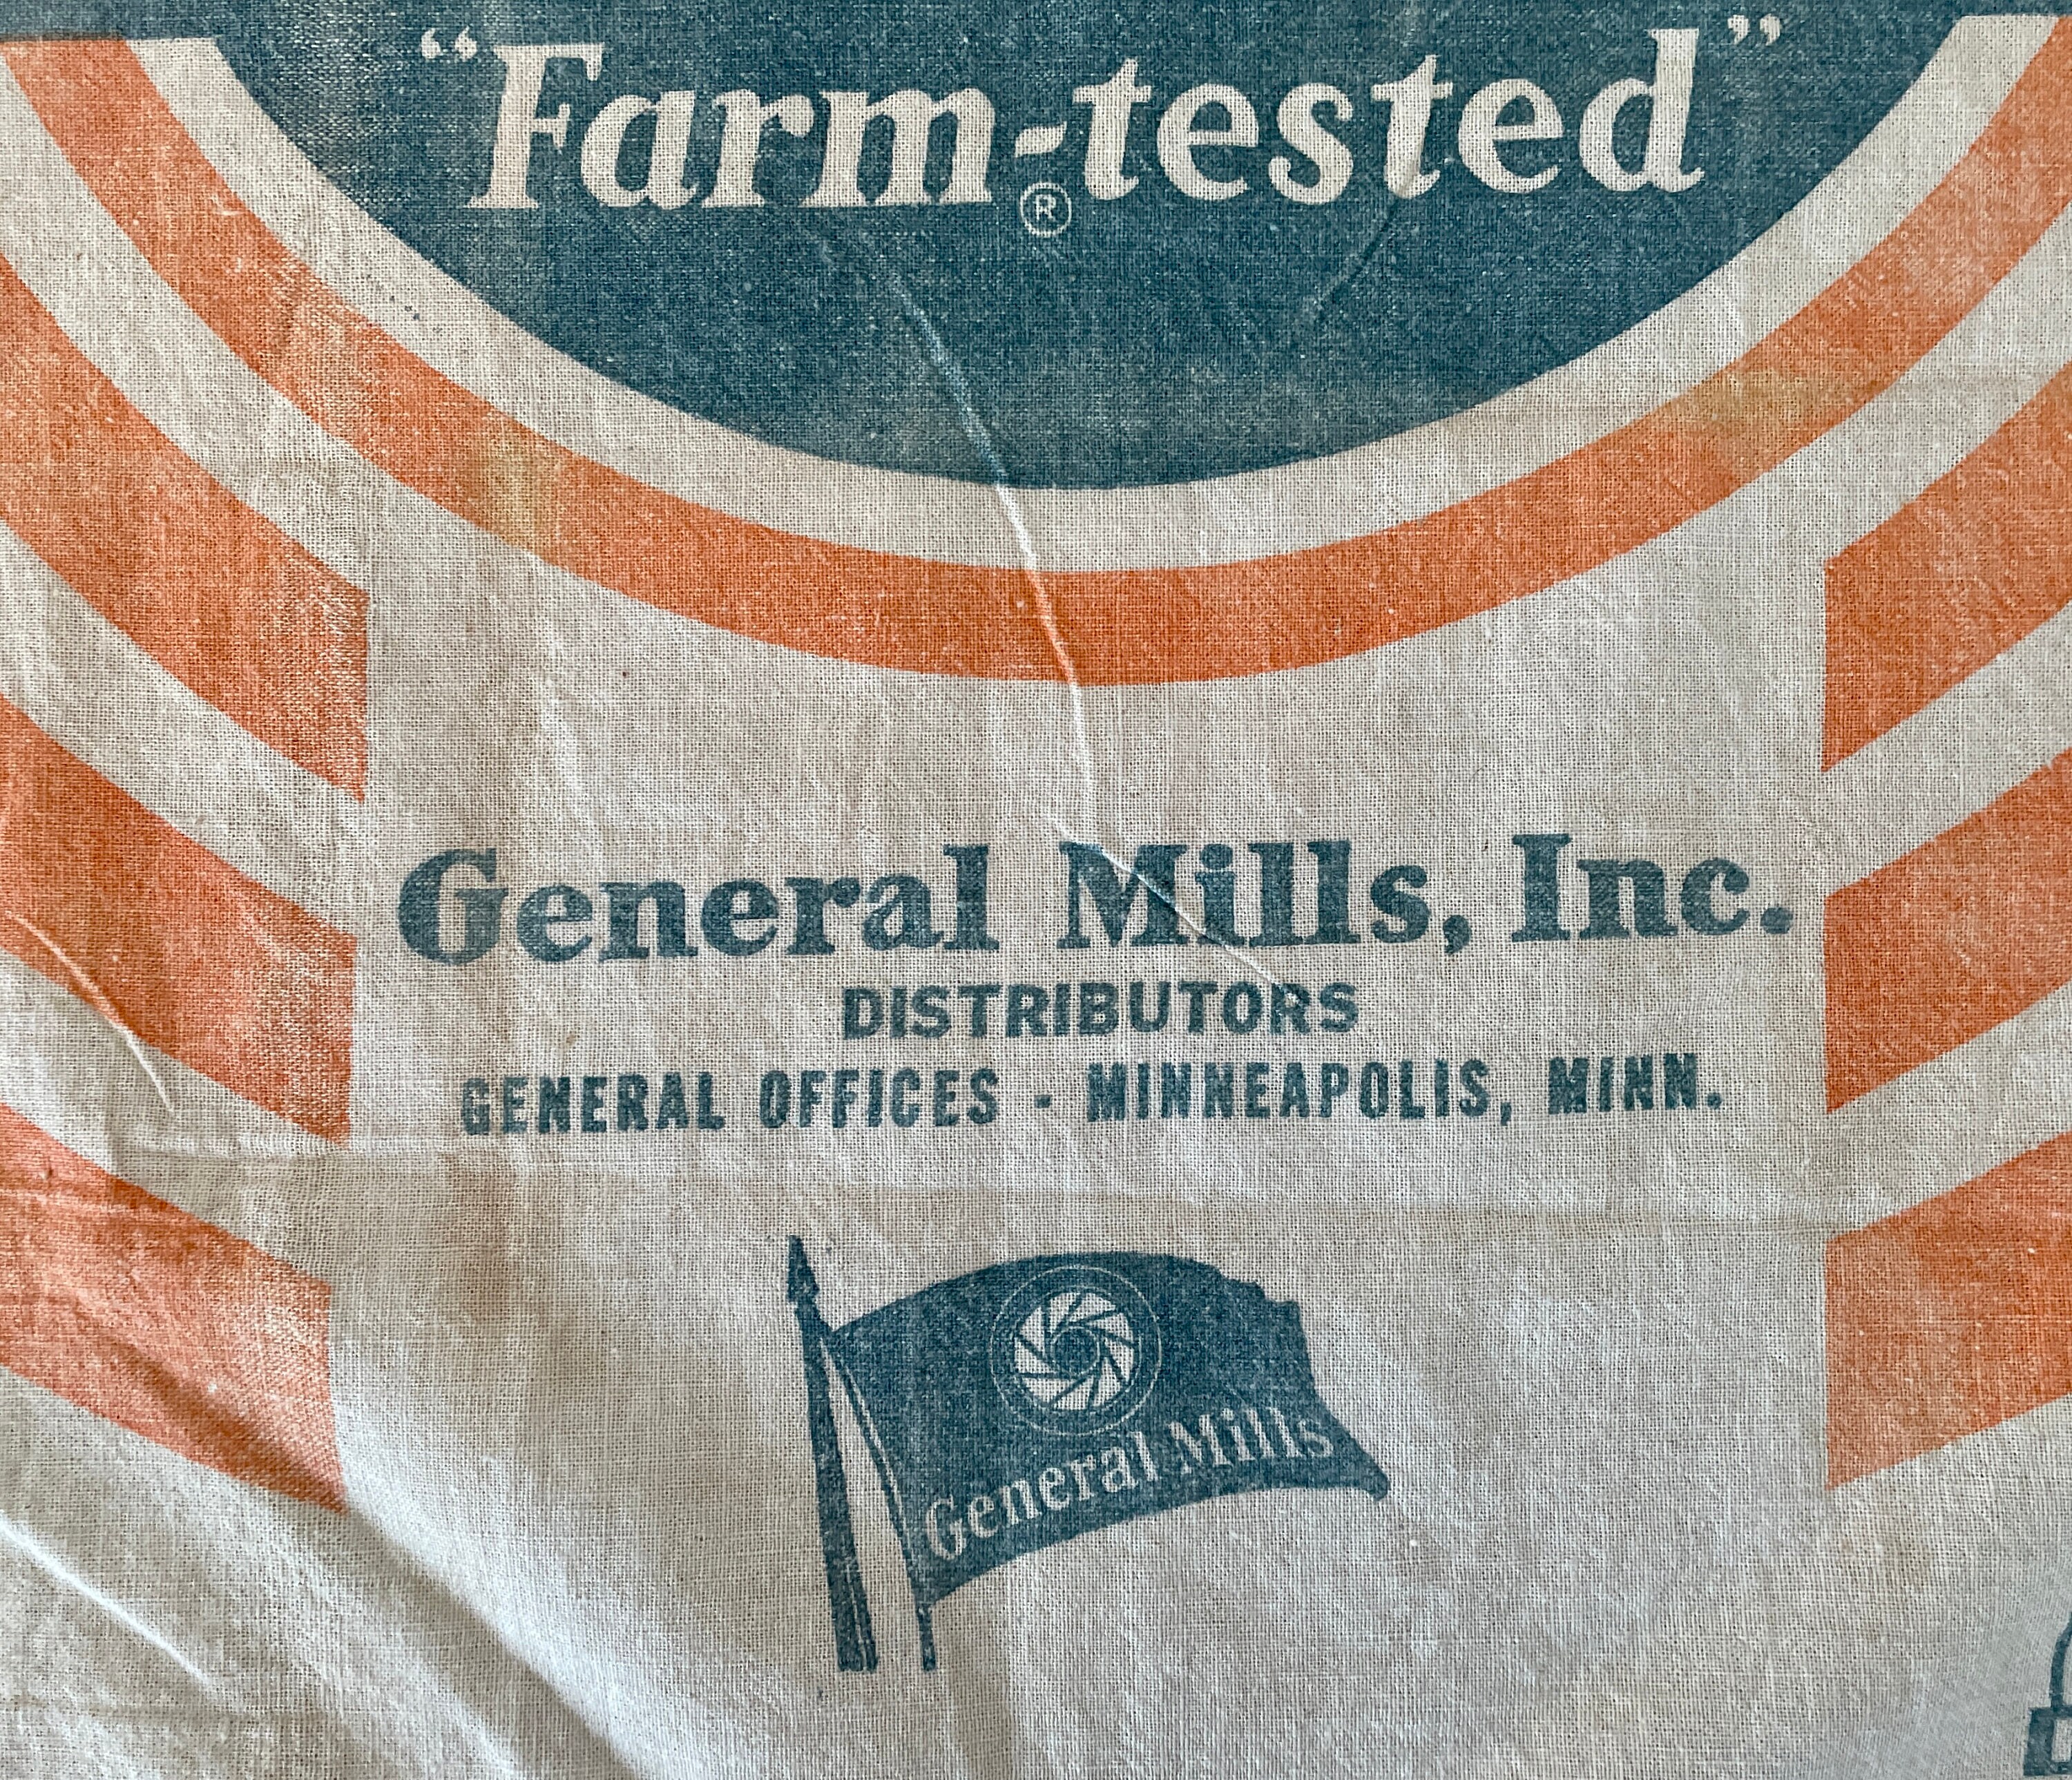 “Farm-tested”
®
General Mills, Inc.
DISTRIBUTORS
GENERAL OFFICES - MINNEAPOLIS, MINN.
General Mills